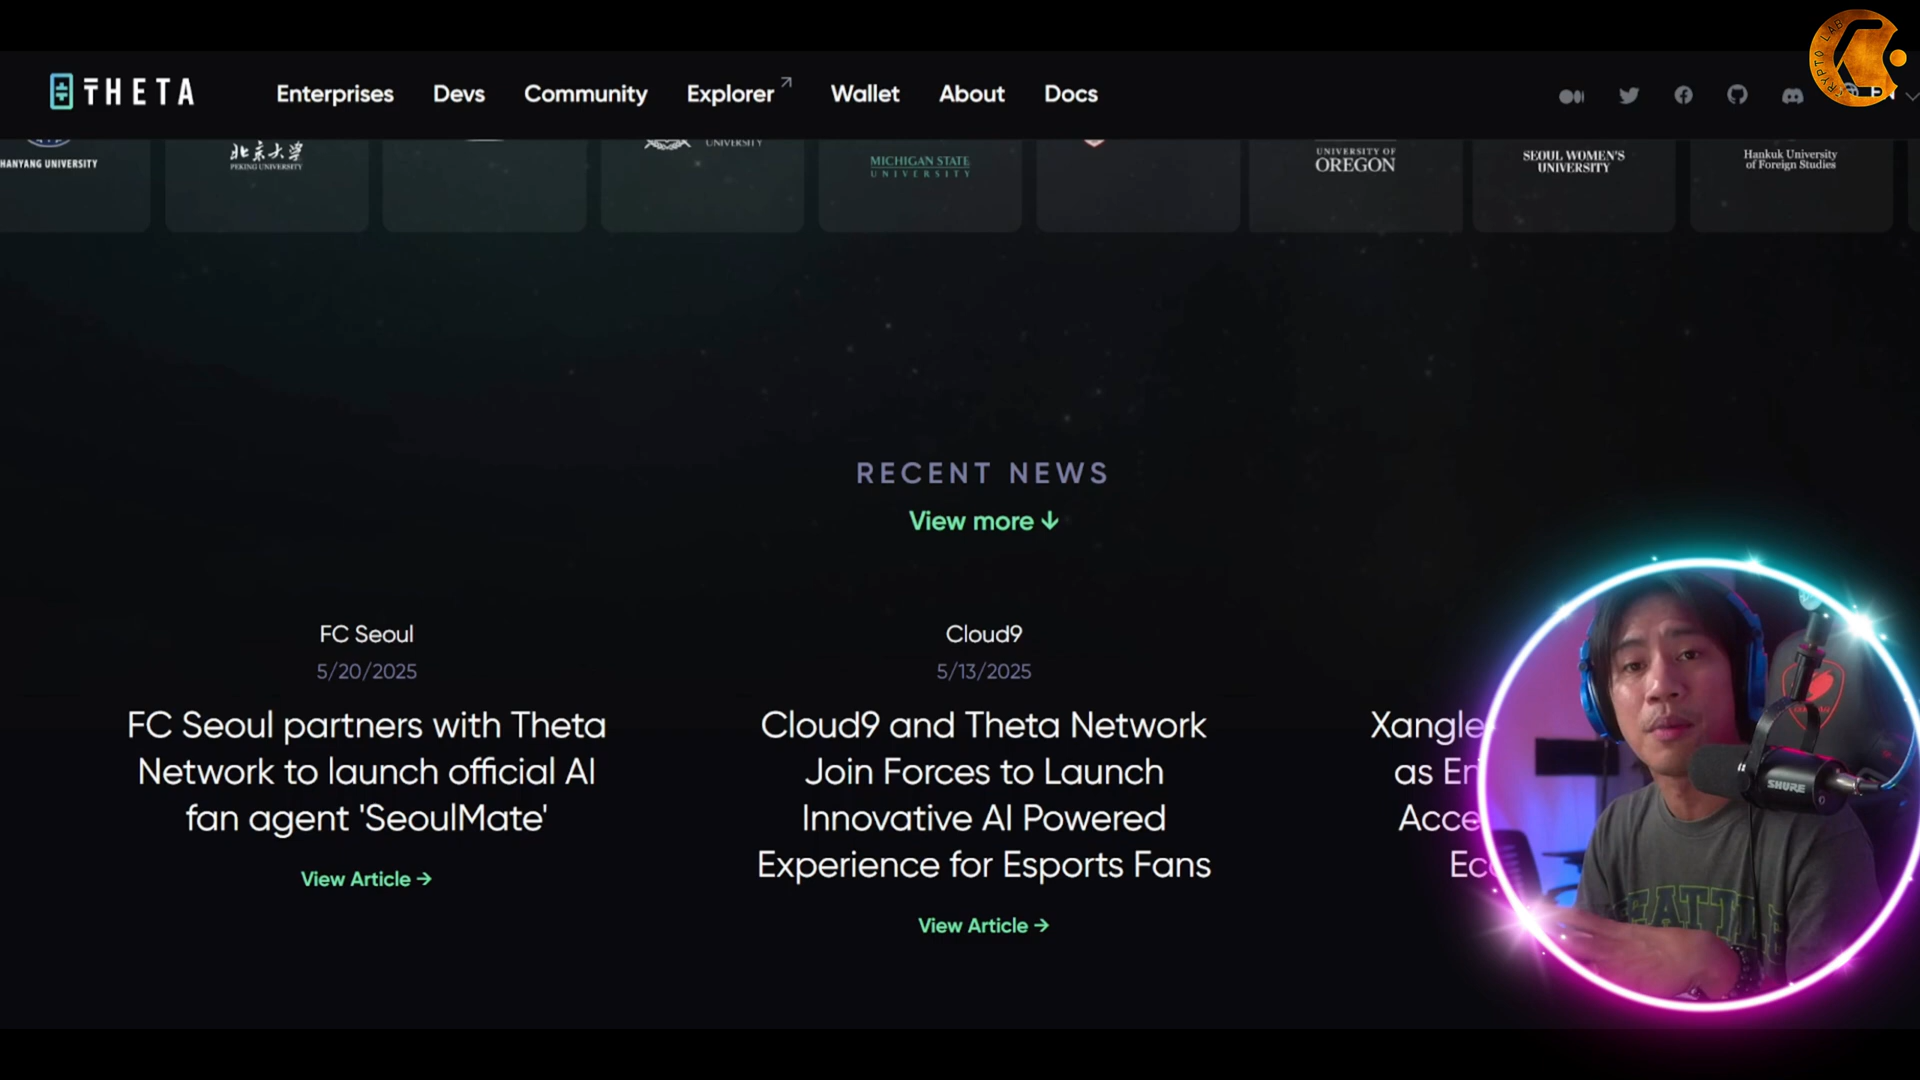 THETA
Enterprises
Devs
Community
Explorer
Wallet
About
Docs
CRYPTO LAB
HANYANG UNIVERSITY
北京大学
PEKING UNIVERSITY
UNIVERSITY
MICHIGAN STATE
UNIVERSITY
UNIVERSITY OF
OREGON
SEOUL WOMEN'S
UNIVERSITY
Hankuk University
of Foreign Studies
RECENT NEWS
View more ↓
FC Seoul
5/20/2025
FC Seoul partners with Theta
Network to launch official AI
fan agent 'SeoulMate'
View Article →
Cloud9
5/13/2025
Cloud9 and Theta Network
Join Forces to Launch
Innovative AI Powered
Experience for Esports Fans
View Article →
Xangle
as
SHURE